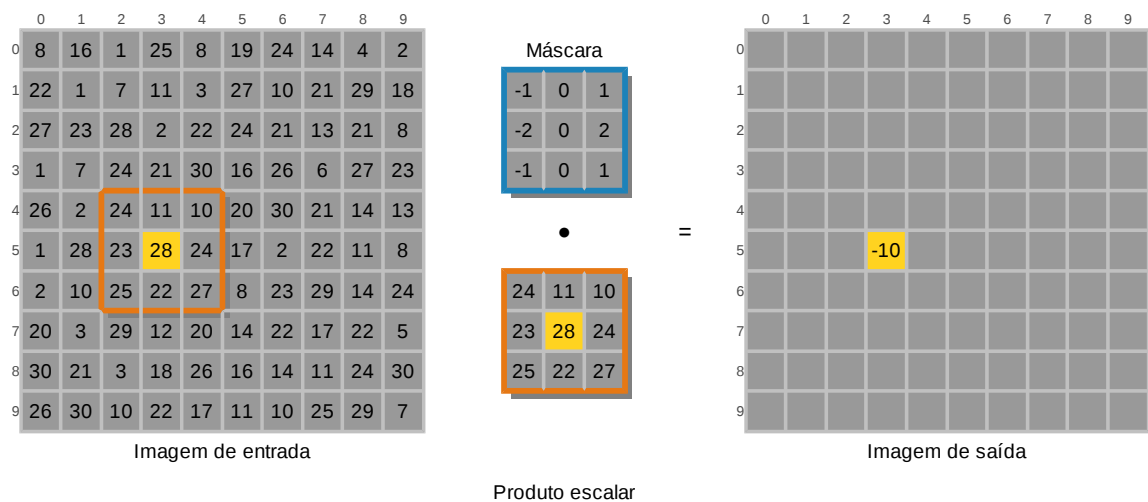 0 1 2 3 4 5 6 7 8 9
0 8 16 1 25 8 19 24 14 4 2
1 22 1 7 11 3 27 10 21 29 18
2 27 23 28 2 22 24 21 13 21 8
3 1 7 24 21 30 16 26 6 27 23
4 26 2 24 11 10 20 30 21 14 13
5 1 28 23 28 24 17 2 22 11 8
6 2 10 25 22 27 8 23 29 14 24
7 20 3 29 12 20 14 22 17 22 5
8 30 21 3 18 26 16 14 11 24 30
9 26 30 10 22 17 11 10 25 29 7
Imagem de entrada
Máscara
-1 0 1
-2 0 2
-1 0 1
• =
24 11 10
23 28 24
25 22 27
Produto escalar
0 1 2 3 4 5 6 7 8 9
0
1
2
3
4
5 -10
6
7
8
9
Imagem de saída